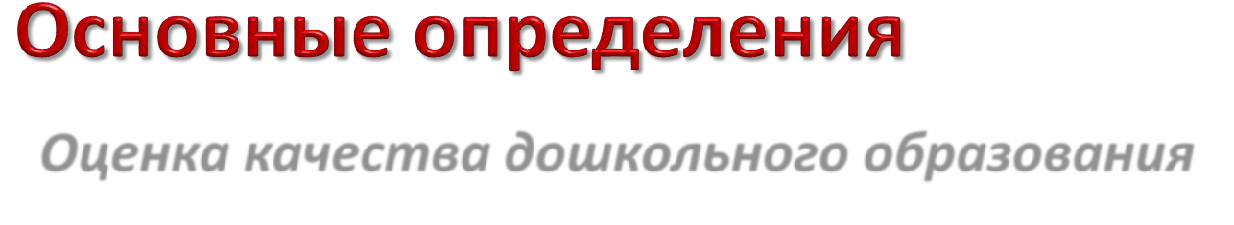 Основные определения
Оценка качества дошкольного образования